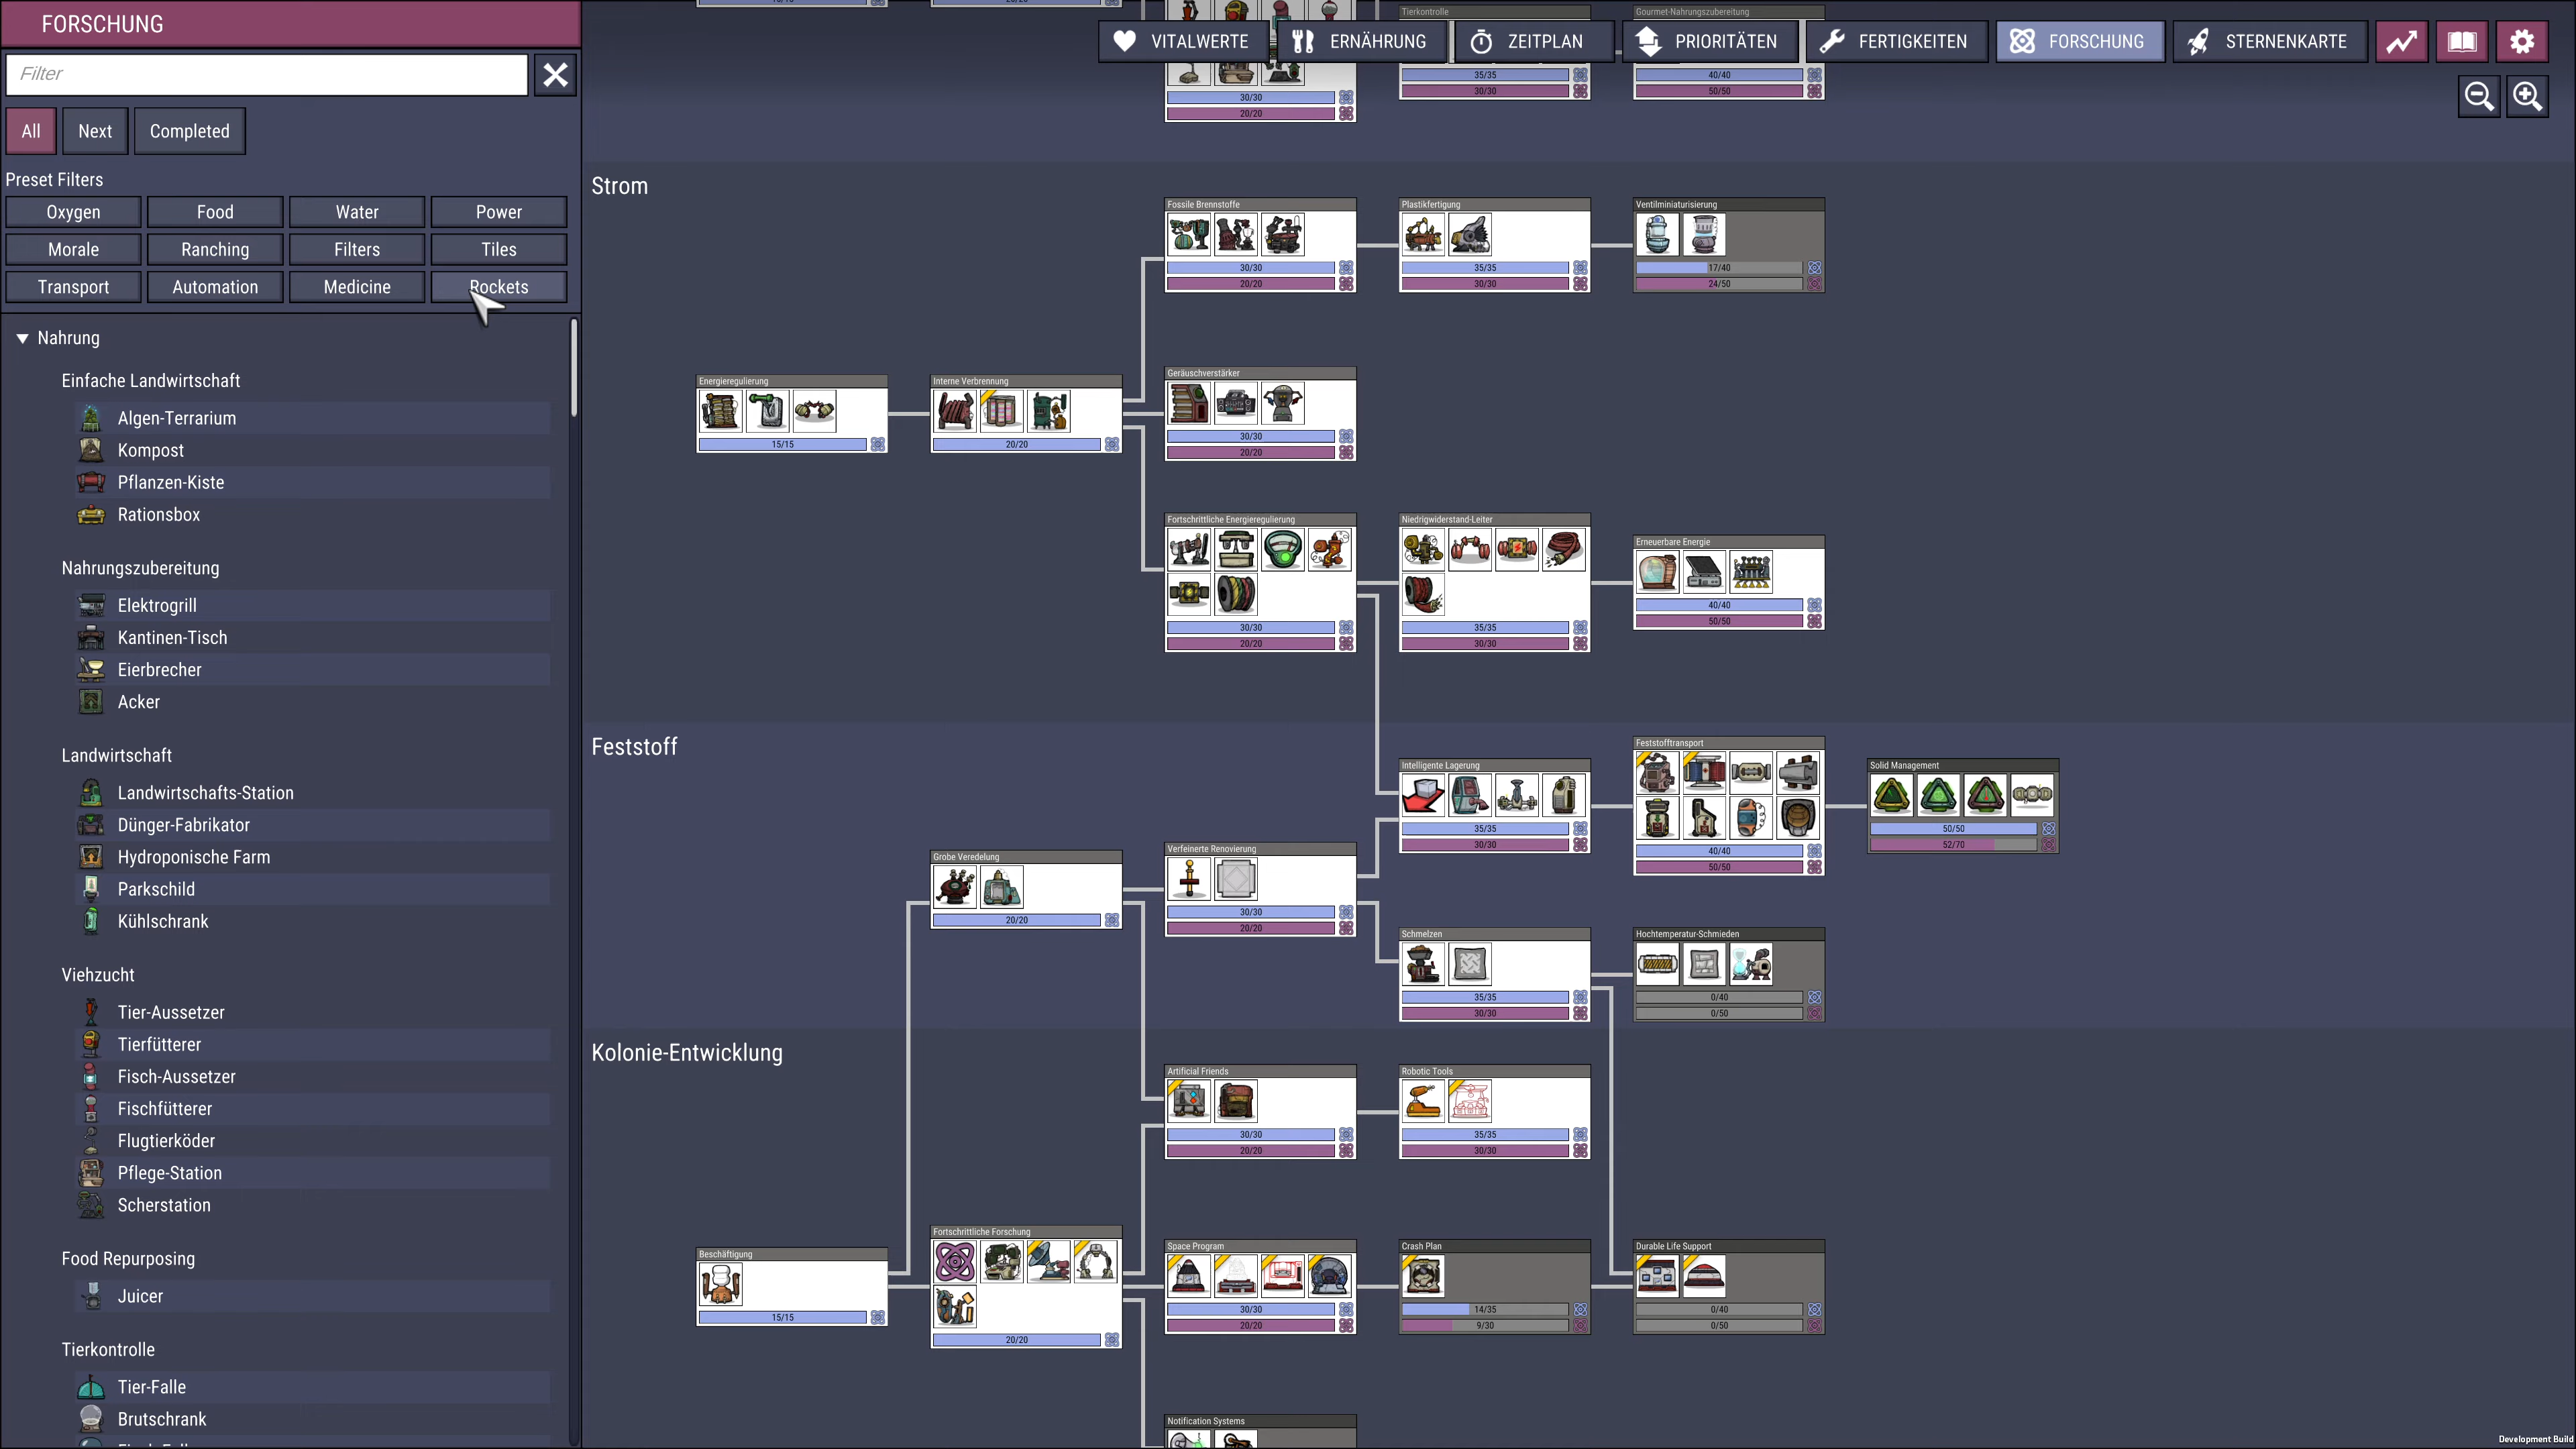 FORSCHUNG
Filter
All
Next
Completed
Preset Filters
Oxygen
Food
Water
Power
Morale
Ranching
Filters
Tiles
Transport
Automation
Medicine
Rockets
Nahrung
Einfache Landwirtschaft
Algen-Terrarium
Kompost
Pflanzen-Kiste
Rationsbox
Nahrungszubereitung
Elektrogrill
Kantinen-Tisch
Eierbrecher
Acker
Landwirtschaft
Landwirtschafts-Station
Dünger-Fabrikator
Hydroponische Farm
Parkschild
Kühlschrank
Viehzucht
Tier-Aussetzer
Tierfütterer
Fisch-Aussetzer
Fischfütterer
Flugtierköder
Pflege-Station
Scherstation
Food Repurposing
Juicer
Tierkontrolle
Tier-Falle
Brutschrank
VITALWERTE
ERNÄHRUNG
ZEITPLAN
PRIORITÄTEN
FERTIGKEITEN
FORSCHUNG
STERNENKARTE
30/30
20/20
Tierkontrolle
35/35
30/30
Gourmet-Nahrungszubereitung
40/40
50/50
Strom
Fossile Brennstoffe
30/30
20/20
Plastikfertigung
35/35
30/30
Ventilminiaturisierung
17/40
24/50
Energieregulierung
15/15
Interne Verbrennung
20/20
Geräuschverstärker
30/30
20/20
Fortschrittliche Energieregulierung
30/30
20/20
Niedrigwiderstand-Leiter
35/35
30/30
Erneuerbare Energie
40/40
50/50
Feststoff
Intelligente Lagerung
35/35
30/30
Feststofftransport
40/40
50/50
Solid Management
50/50
52/70
Grobe Veredelung
20/20
Verfeinerte Renovierung
30/30
20/20
Schmelzen
35/35
30/30
Hochtemperatur-Schmieden
0/40
0/50
Kolonie-Entwicklung
Artificial Friends
30/30
20/20
Robotic Tools
35/35
30/30
Beschäftigung
15/15
Fortschrittliche Forschung
20/20
Space Program
30/30
20/20
Crash Plan
14/35
9/30
Durable Life Support
0/40
0/50
Notification Systems
Development Build